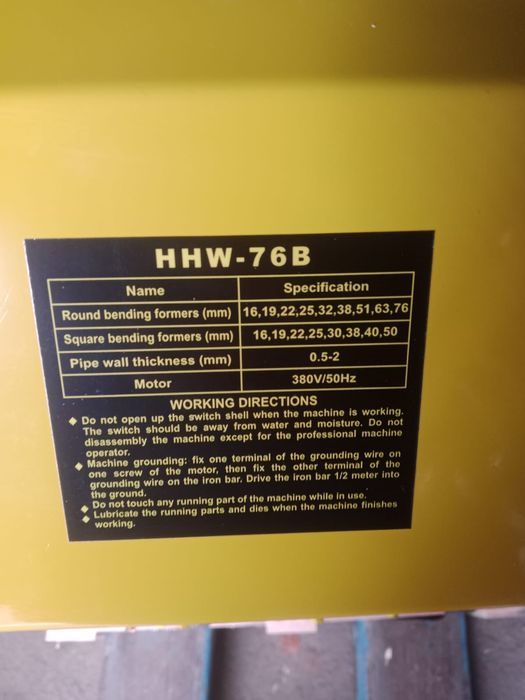 HHW-76B
Name Specification
Round bending formers (mm) 16,19,22,25,32,38,51,63,76
Square bending formers (mm) 16,19,22,25,30,38,40,50
Pipe wall thickness (mm) 0.5-2
Motor 380V/50Hz
WORKING DIRECTIONS
◆ Do not open up the switch shell when the machine is working.
The switch should be away from water and moisture. Do not
disassembly the machine except for the professional machine
operator.
◆ Machine grounding: fix one terminal of the grounding wire on
one screw of the motor, then fix the other terminal of the
grounding wire on the iron bar. Drive the iron bar 1/2 meter into
the ground.
◆ Do not touch any running part of the machine while in use.
◆ Lubricate the running parts and dies when the machine finishes
working.